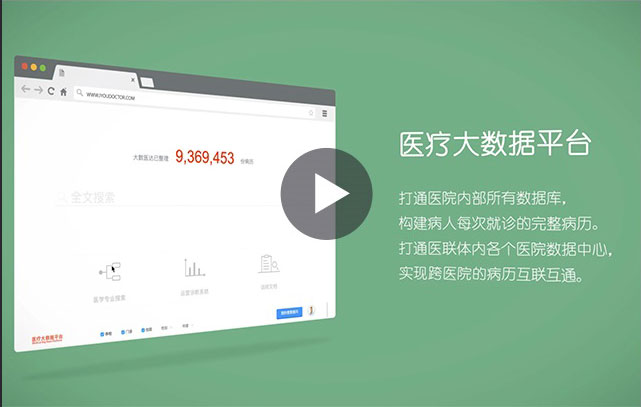 WWW.IYOUDOCTOR.COM
大数医达已整理 9,369,453 份病历
全文搜索
医疗大数据平台
打通医院内部所有数据库，
构建病人每次就诊的完整病历。
打通医联体内各个医院数据中心，
实现跨医院的病历互联互通。
医学专业搜索
医疗大数据平台